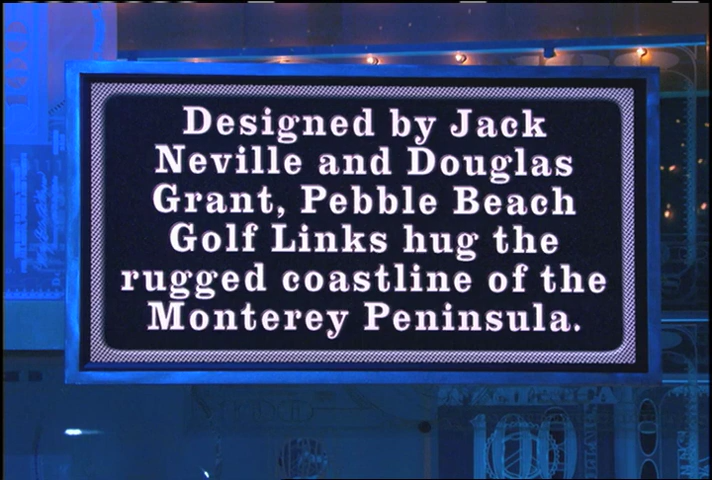 Designed by Jack
Neville and Douglas
Grant, Pebble Beach
Golf Links hug the
rugged coastline of the
Monterey Peninsula.
100